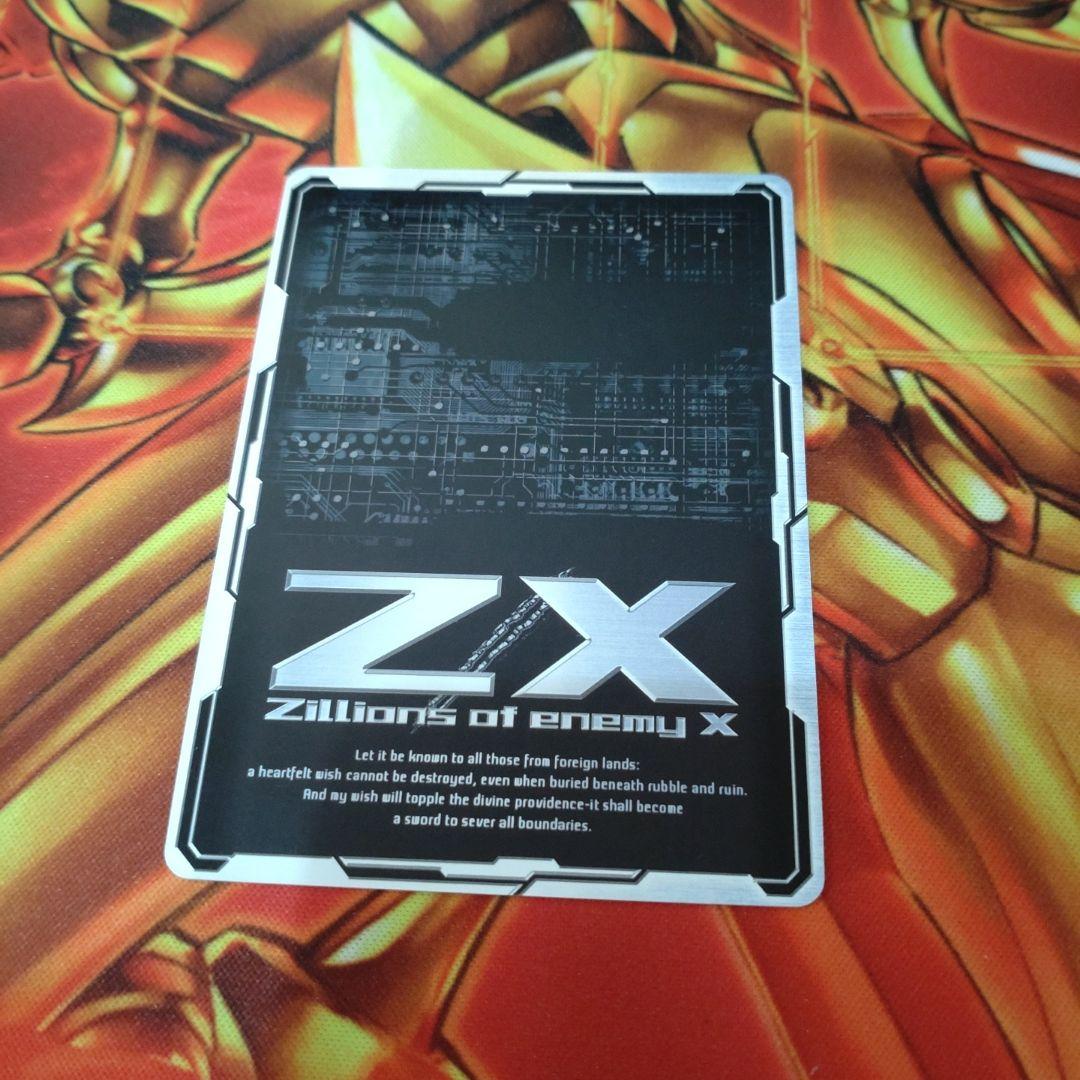 Z/X
Zillions of enemy X
Let it be known to all those from foreign lands:
a heartfelt wish cannot be destroyed, even when buried beneath rubble and ruin.
And my wish will topple the divine providence-it shall become
a sword to sever all boundaries.